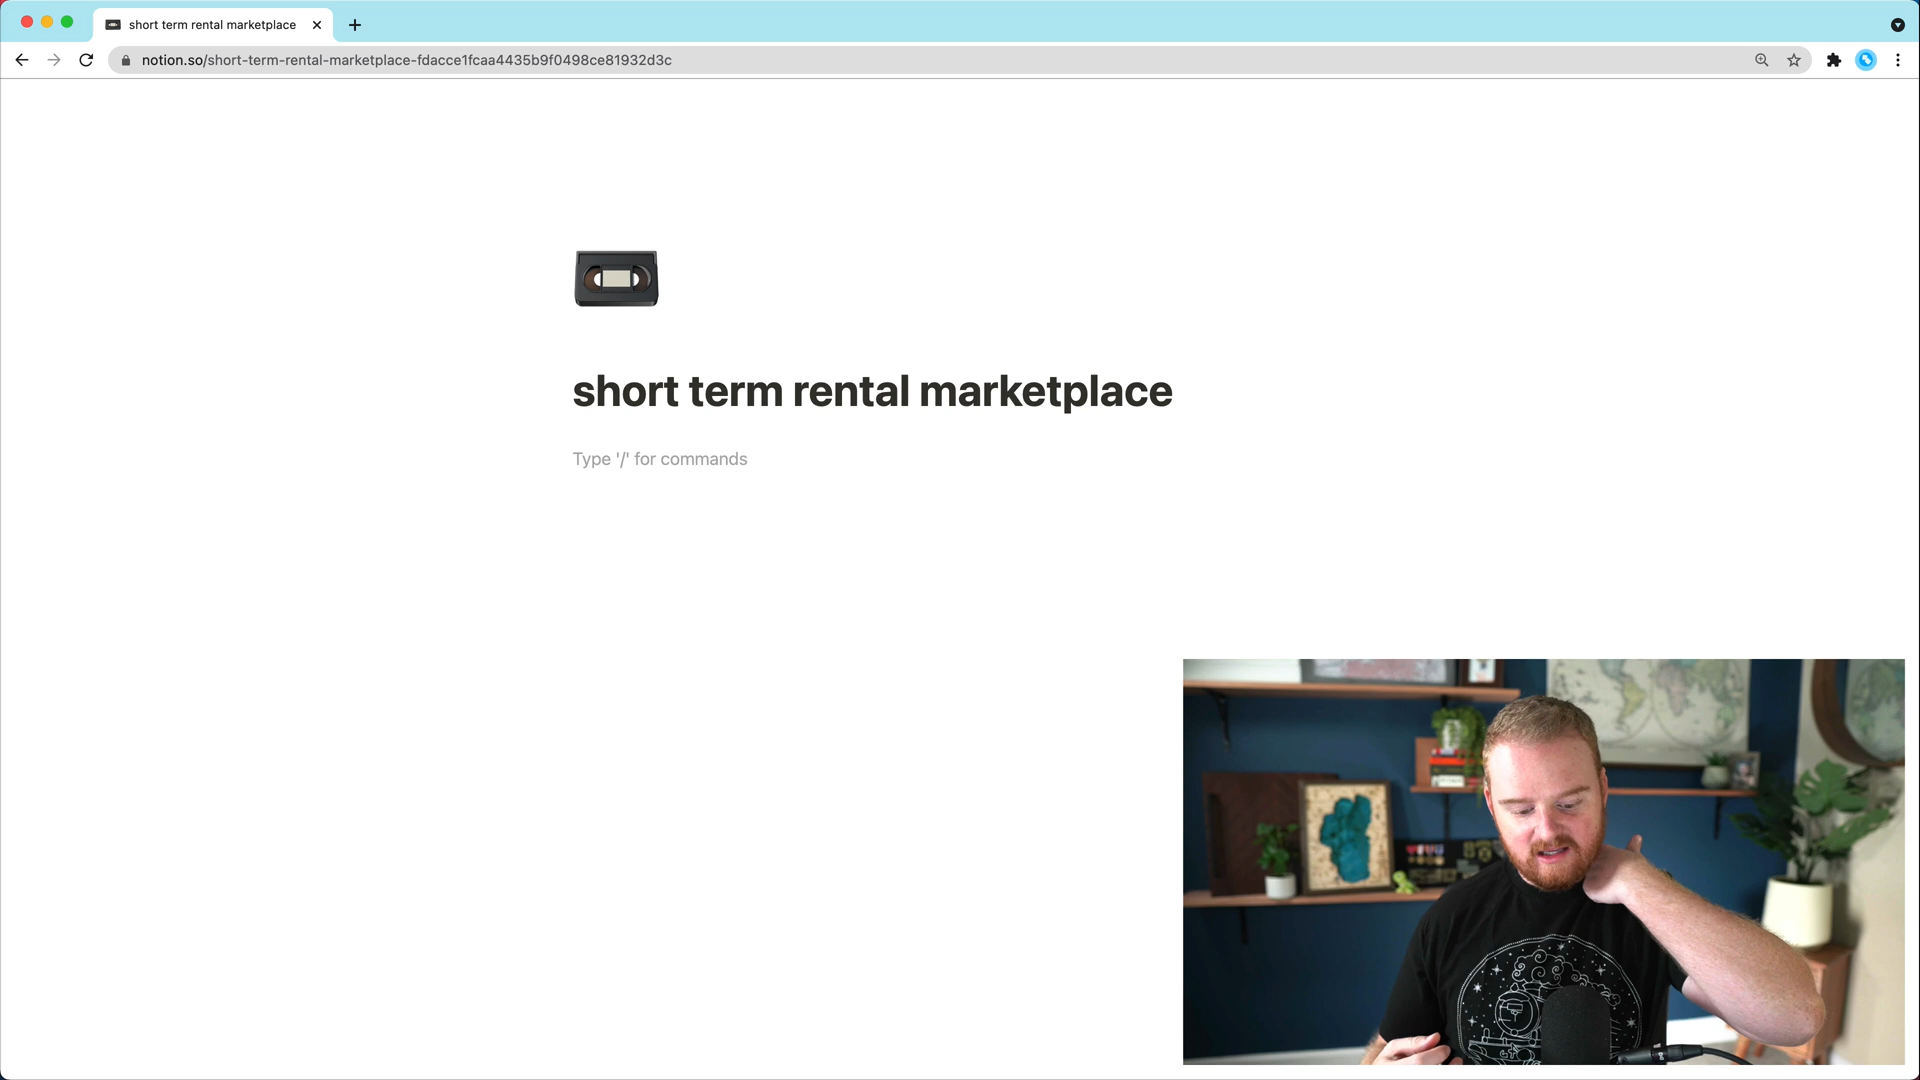 short term rental marketplace
notion.so/short-term-rental-marketplace-fdacce1fcaa4435b9f0498ce81932d3c
short term rental marketplace
Type '/' for commands